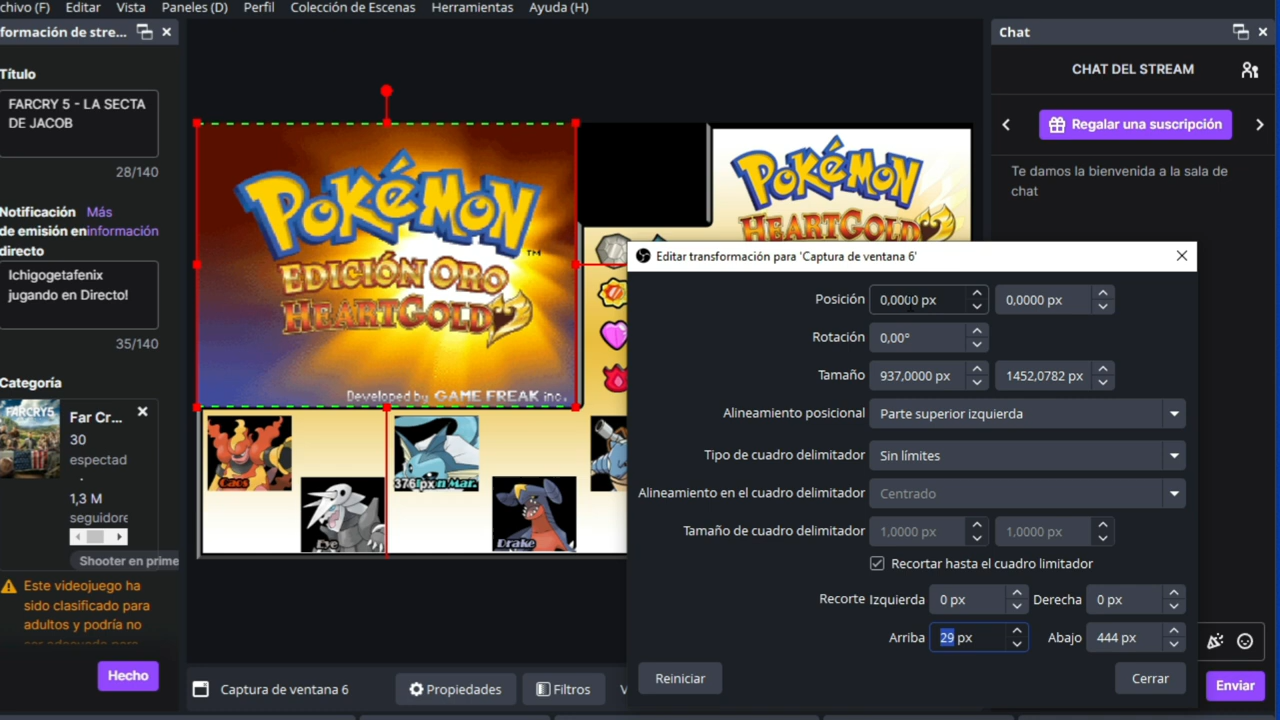 chivo (F) Editar Vista Paneles (D) Perfil Colección de Escenas Herramientas Ayuda (H)
formación de stre...
Título
FARCRY 5 - LA SECTA
DE JACOB
28/140
Notificación Más
de emisión en información
directo
Ichigogetafenix
jugando en Directo!
35/140
Categoría
FARCRY5
Far Cr...
30
espectad
.
1,3 M
seguidore
Shooter en prime
Este videojuego ha
sido clasificado para
adultos y podría no
Hecho
POKéMON
™
EDICIÓN ORO
HEARTGOLD
Developed by GAME FREAK inc.
POKéMON
HEARTGOLD
Caos
376 px
Mar.
Drake
Captura de ventana 6
Propiedades
Filtros
V
Chat
CHAT DEL STREAM
Regalar una suscripción
Te damos la bienvenida a la sala de
chat
Enviar
Editar transformación para 'Captura de ventana 6'
Posición 0,0000 px 0,0000 px
Rotación 0,00°
Tamaño 937,0000 px 1452,0782 px
Alineamiento posicional Parte superior izquierda
Tipo de cuadro delimitador Sin límites
Alineamiento en el cuadro delimitador Centrado
Tamaño de cuadro delimitador 1,0000 px 1,0000 px
Recortar hasta el cuadro limitador
Recorte Izquierda 0 px Derecha 0 px
Arriba 29 px Abajo 444 px
Reiniciar Cerrar